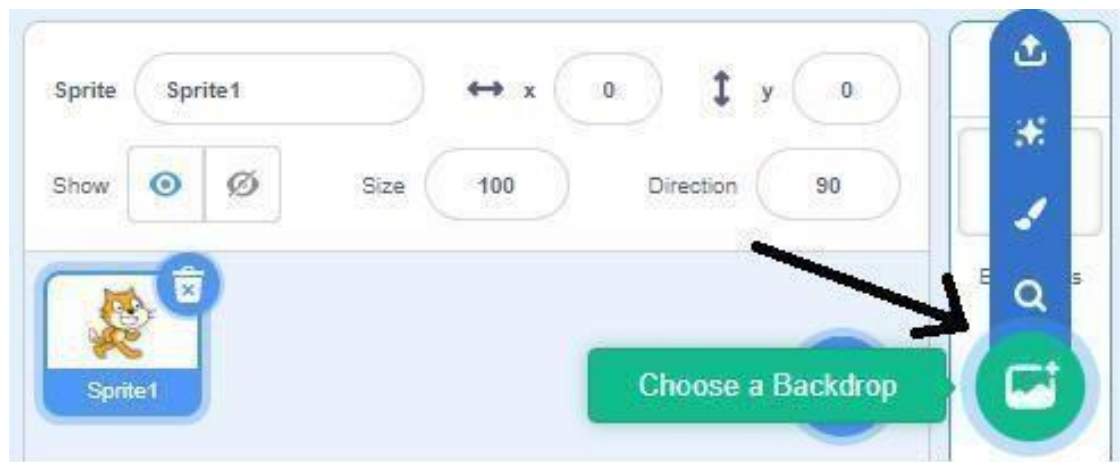 Sprite Sprite1 x 0 y 0
Show Size 100 Direction 90
Sprite1
Choose a Backdrop